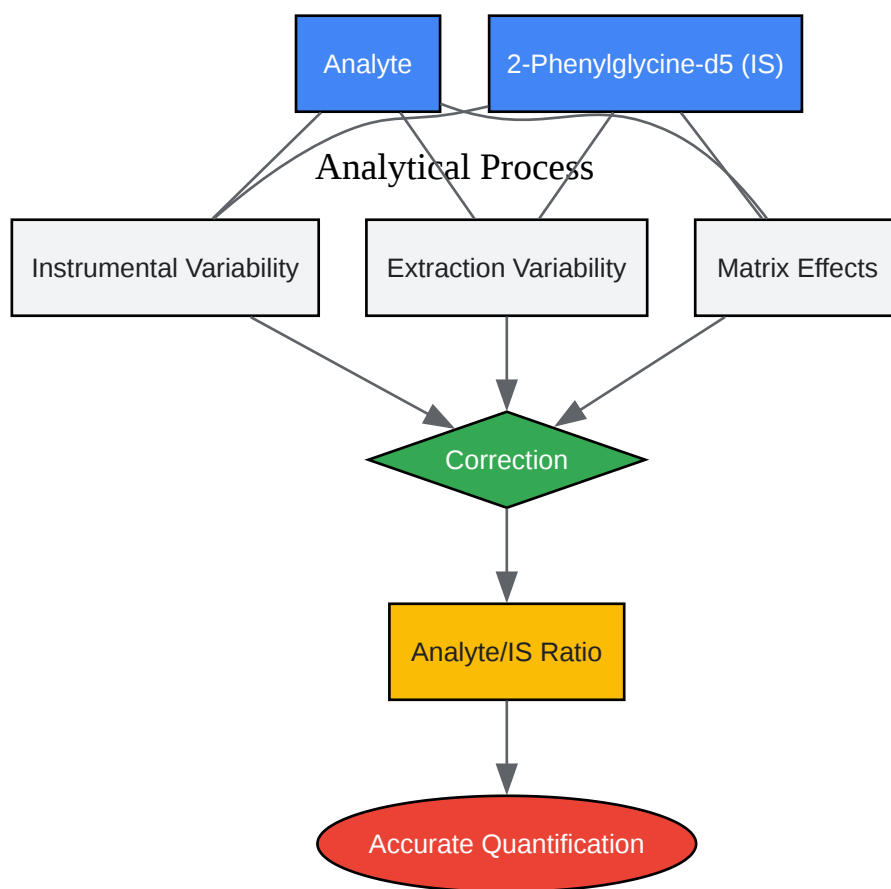 Analyte
2-Phenylglycine-d5 (IS)
Analytical Process
Instrumental Variability
Extraction Variability
Matrix Effects
Correction
Analyte/IS Ratio
Accurate Quantification